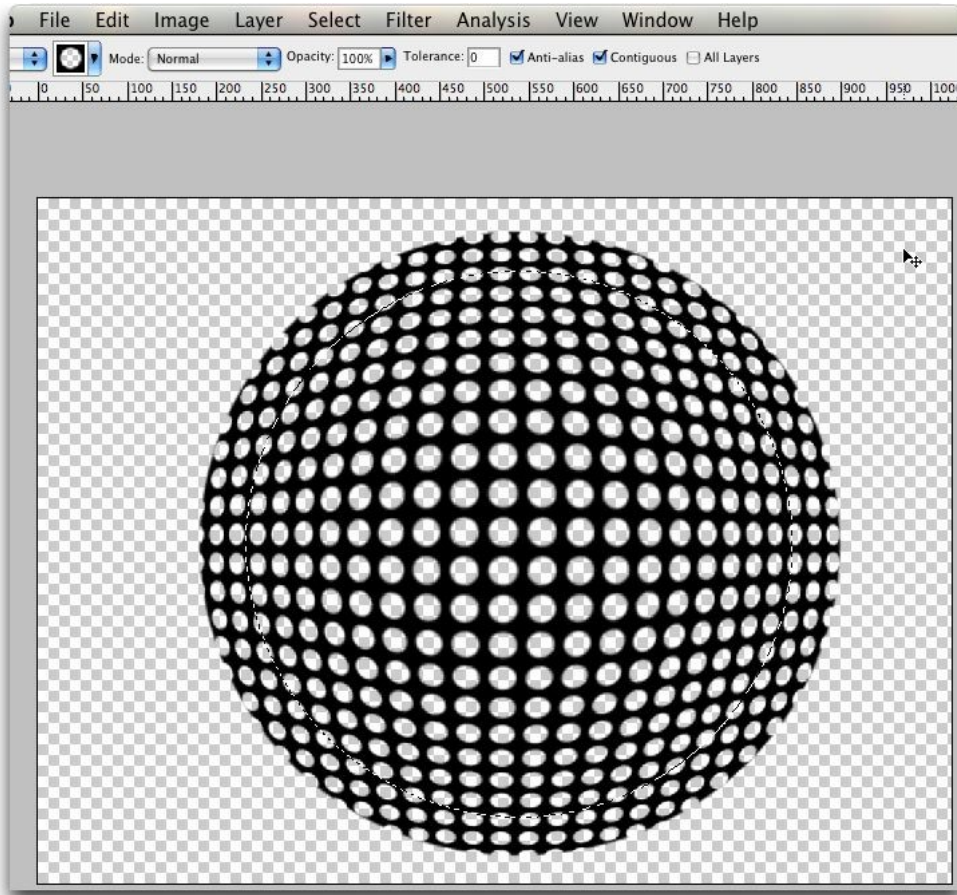 File Edit Image Layer Select Filter Analysis View Window Help
Mode: Normal Opacity: 100% Tolerance: 0 Anti-alias Contiguous All Layers
0 50 100 150 200 250 300 350 400 450 500 550 600 650 700 750 800 850 900 950 100